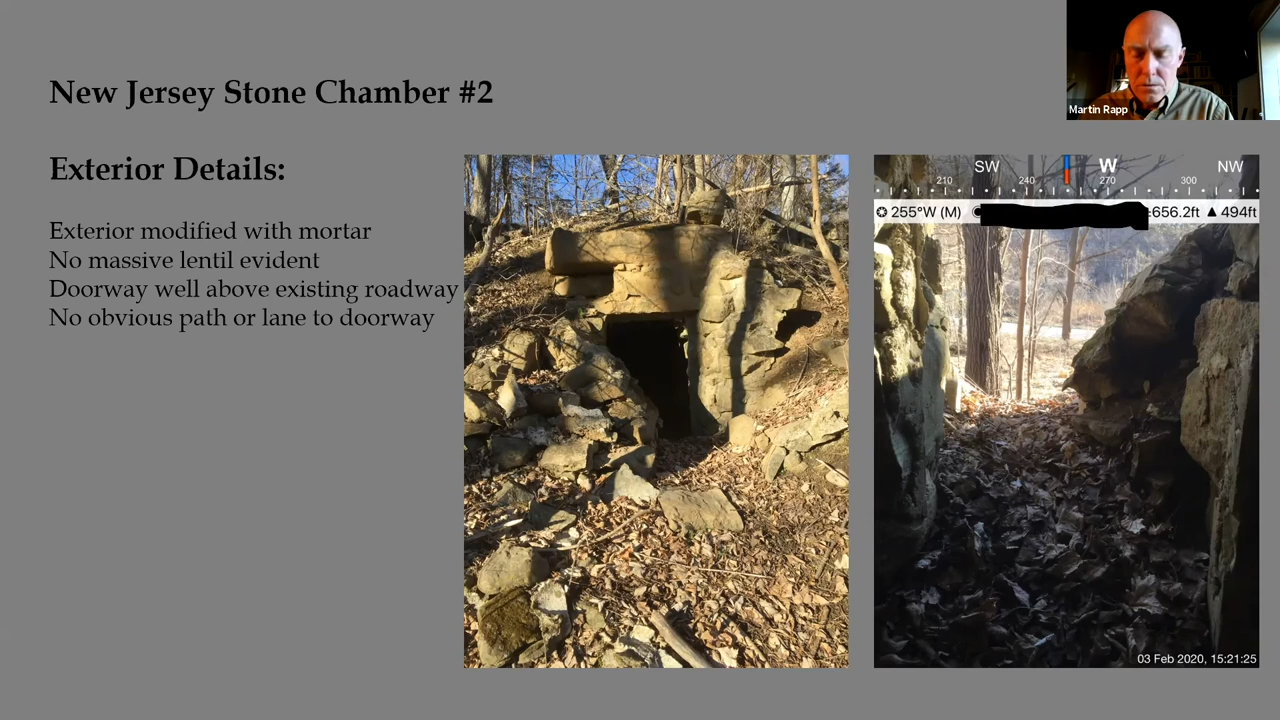 New Jersey Stone Chamber #2
Martin Rapp
Exterior Details:
Exterior modified with mortar
No massive lentil evident
Doorway well above existing roadway
No obvious path or lane to doorway
SW W NW
210 240 270 300
255°W (M) ±656.2ft ▲ 494ft
03 Feb 2020, 15:21:25